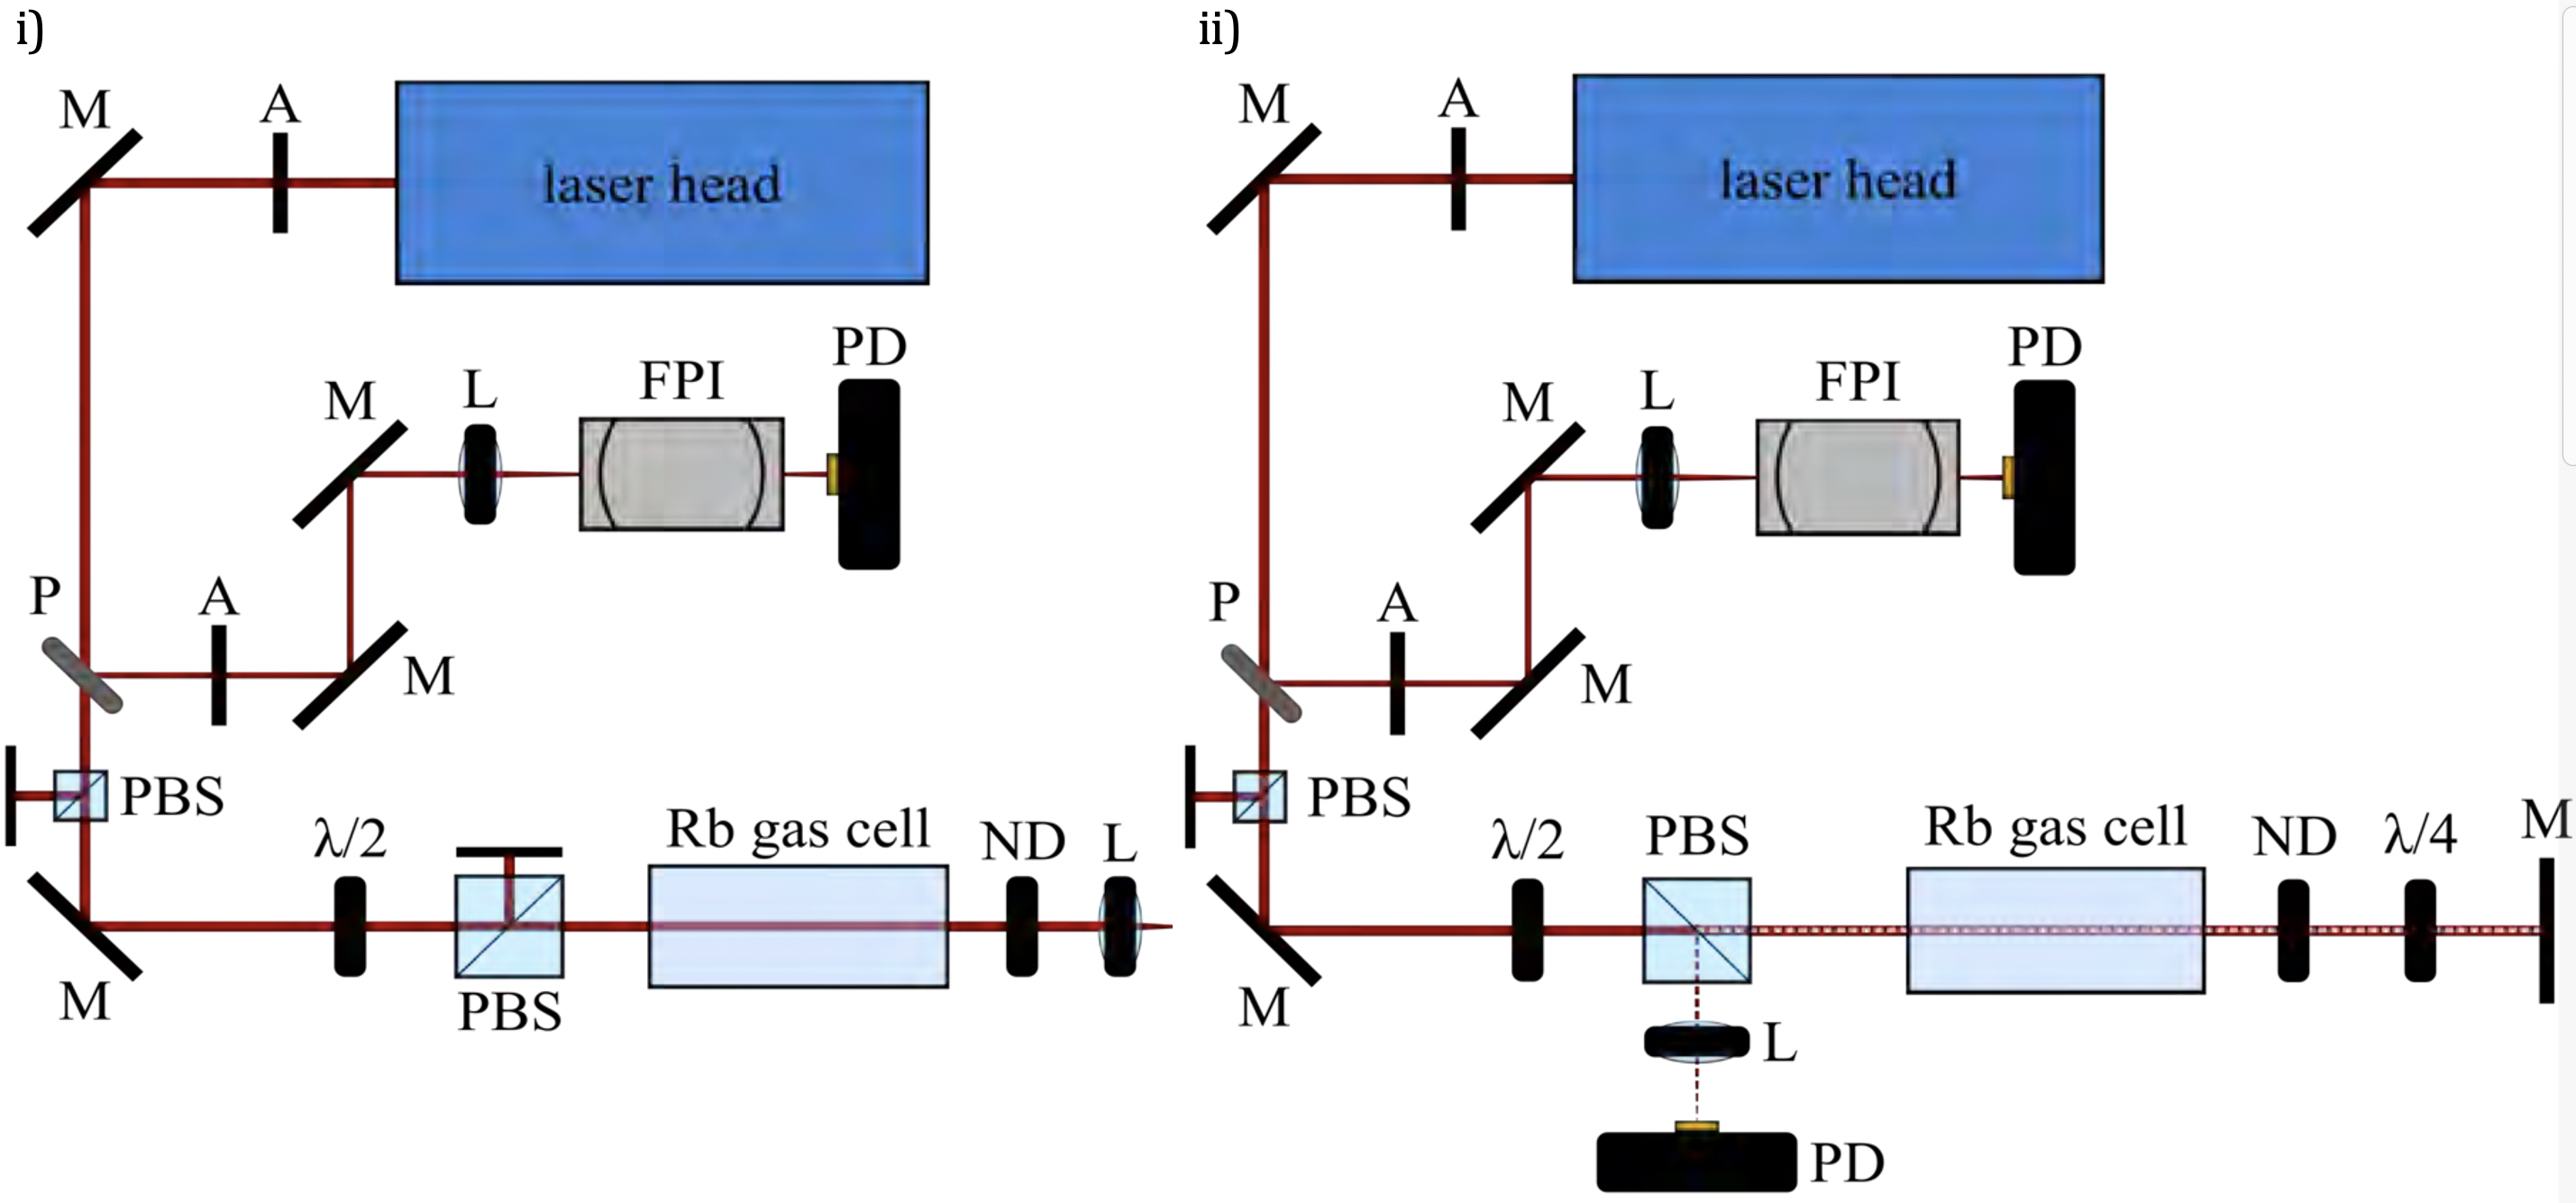 i)
M
A
laser head
M
L
FPI
PD
P
A
M
PBS
λ/2
Rb gas cell
ND
L
M
PBS
ii)
M
A
laser head
M
L
FPI
PD
P
A
M
PBS
λ/2
PBS
Rb gas cell
ND
λ/4
M
M
L
PD